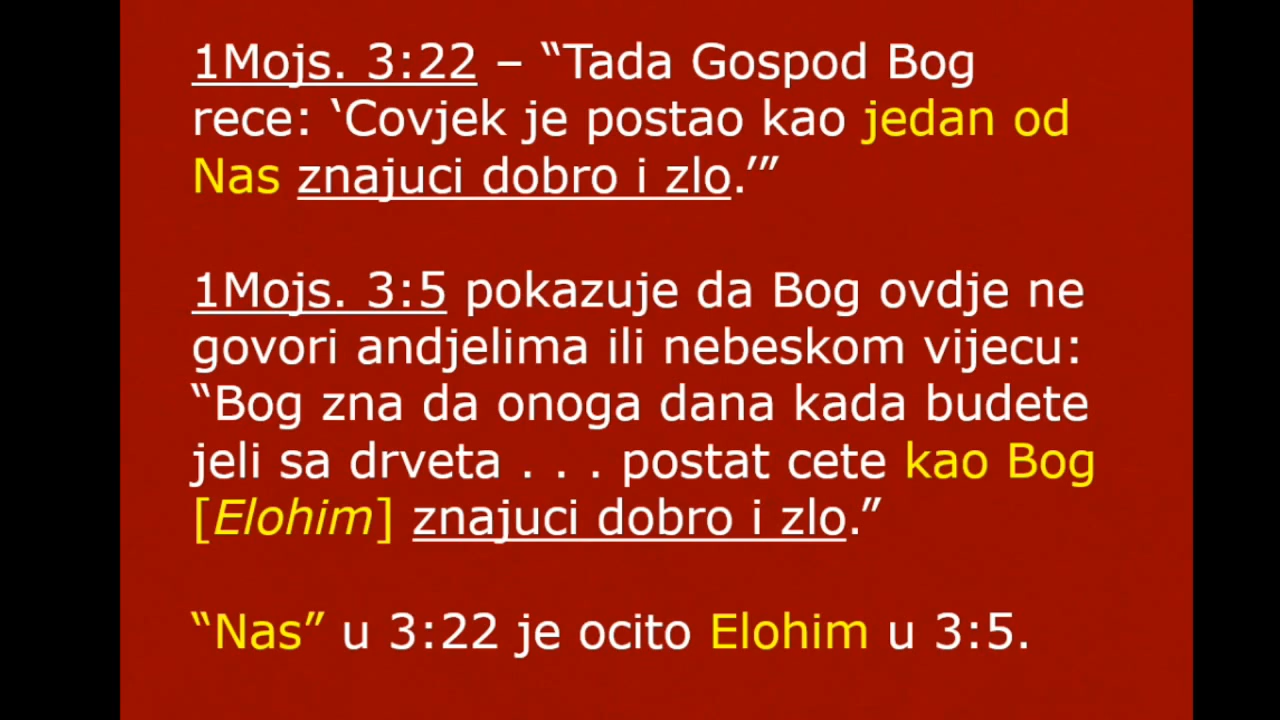 1Mojs. 3:22 – “Tada Gospod Bog
rece: ‘Covjek je postao kao jedan od
Nas znajuci dobro i zlo.’”
1Mojs. 3:5 pokazuje da Bog ovdje ne
govori andjelima ili nebeskom vijecu:
“Bog zna da onoga dana kada budete
jeli sa drveta . . . postat cete kao Bog
[Elohim] znajuci dobro i zlo.”
“Nas” u 3:22 je ocito Elohim u 3:5.